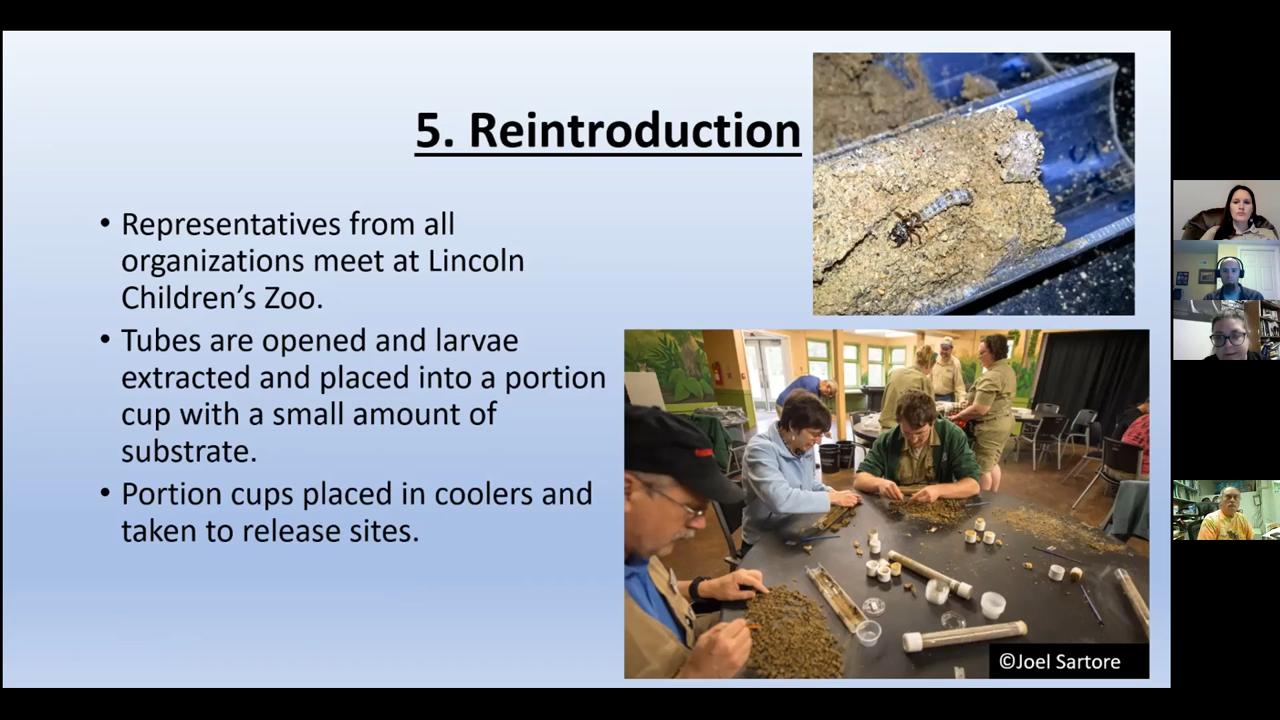 5. Reintroduction
• Representatives from all
organizations meet at Lincoln
Children’s Zoo.
• Tubes are opened and larvae
extracted and placed into a portion
cup with a small amount of
substrate.
• Portion cups placed in coolers and
taken to release sites.
©Joel Sartore